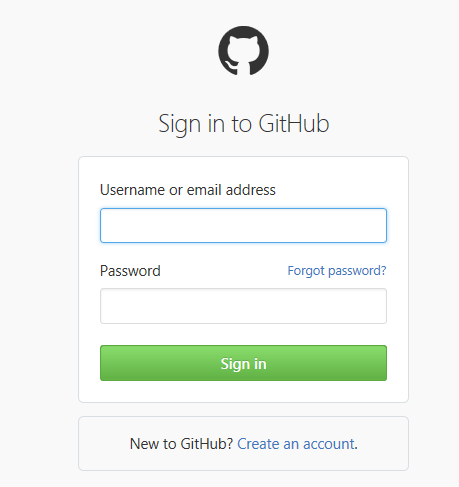 Sign in to GitHub
Username or email address
Password Forgot password?
Sign in
New to GitHub? Create an account.